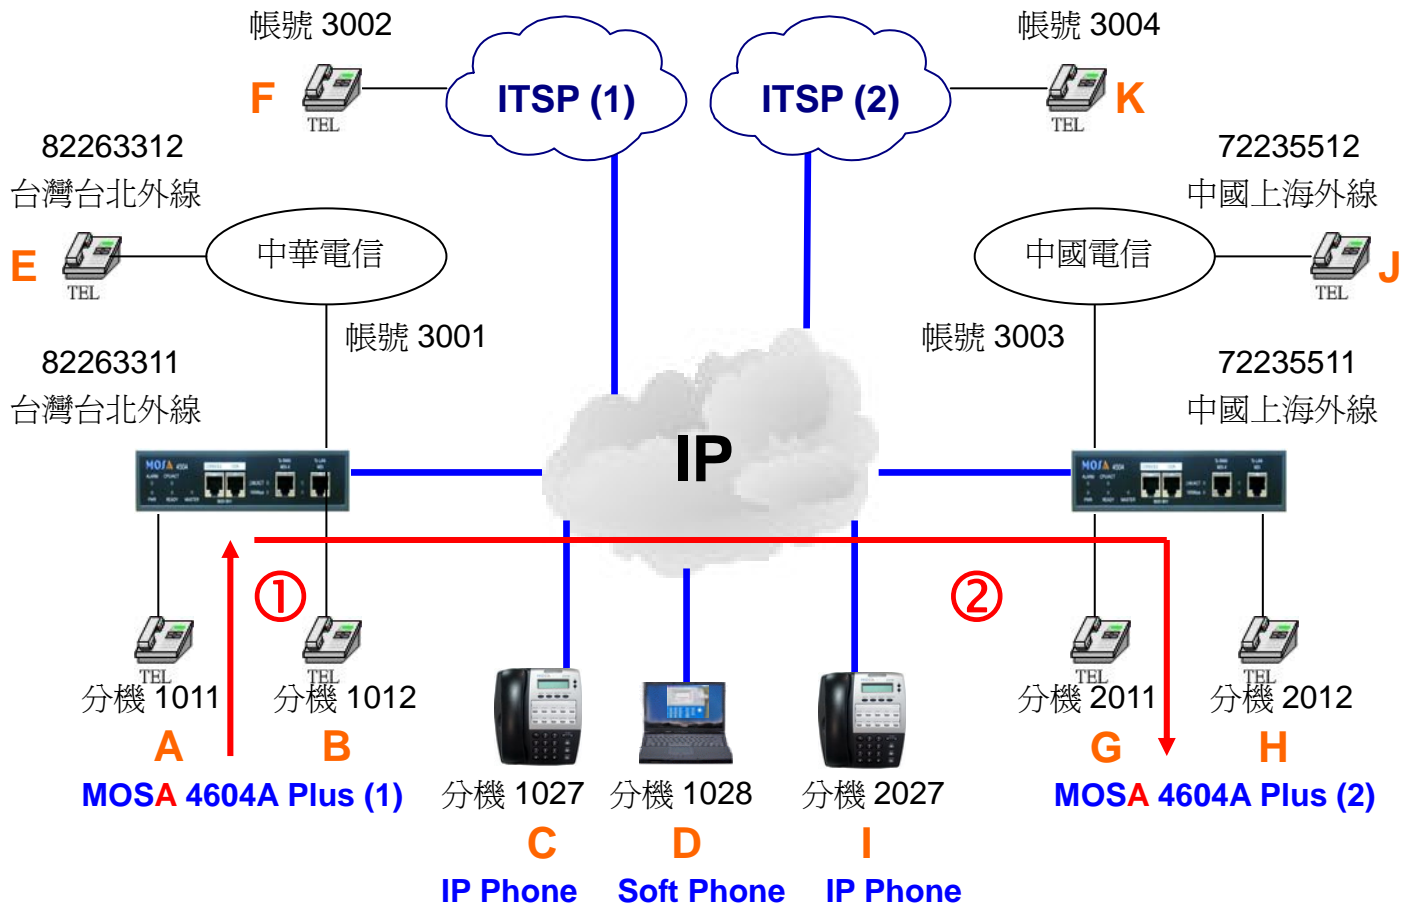 帳號 3002
帳號 3004
ITSP (1)
ITSP (2)
F
TEL
TEL
K
82263312
台灣台北外線
72235512
中國上海外線
E
TEL
中華電信
中國電信
TEL
J
帳號 3001
帳號 3003
82263311
台灣台北外線
72235511
中國上海外線
IP
MOSA 4604A
MOSA 4604A
①
②
TEL
TEL
TEL
TEL
分機 1011
分機 1012
分機 2011
分機 2012
A
B
G
H
MOSA 4604A Plus (1)
分機 1027
分機 1028
分機 2027
MOSA 4604A Plus (2)
C
D
I
IP Phone
Soft Phone
IP Phone